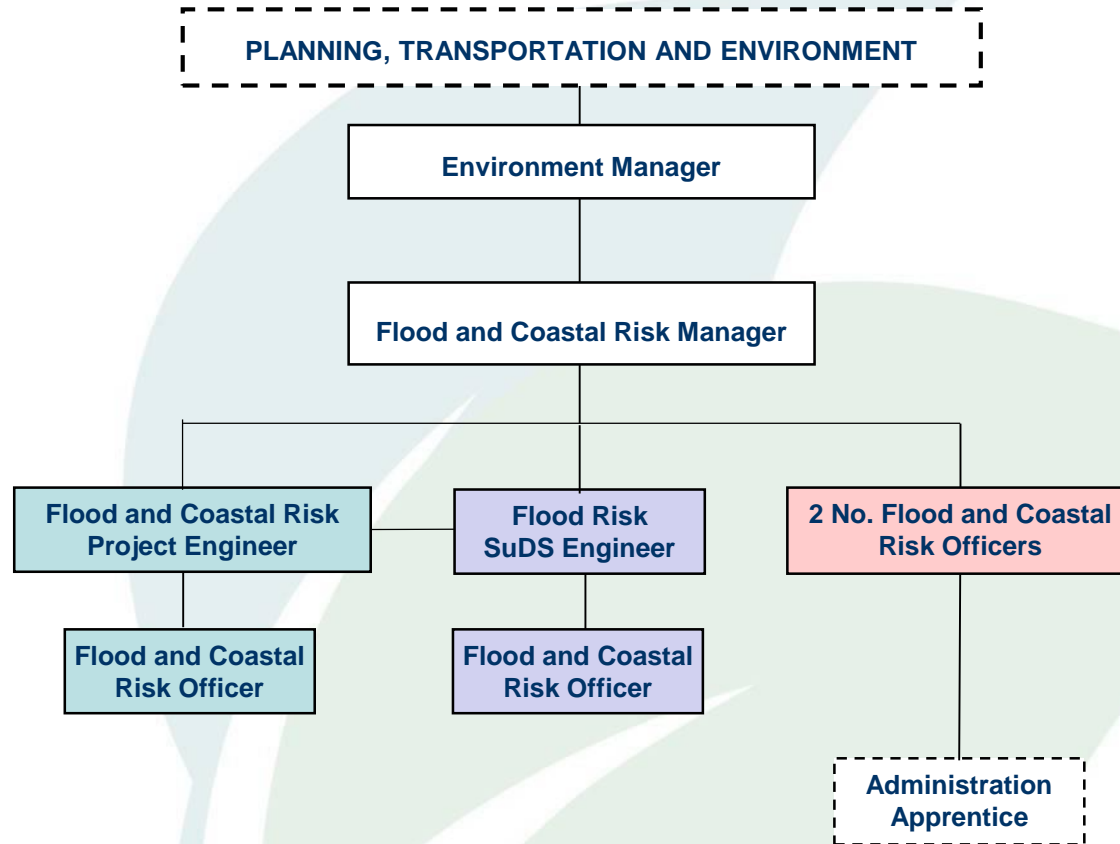 PLANNING, TRANSPORTATION AND ENVIRONMENT
Environment Manager
Flood and Coastal Risk Manager
Flood and Coastal Risk
Project Engineer
Flood Risk
SuDS Engineer
2 No. Flood and Coastal
Risk Officers
Flood and Coastal
Risk Officer
Flood and Coastal
Risk Officer
Administration
Apprentice